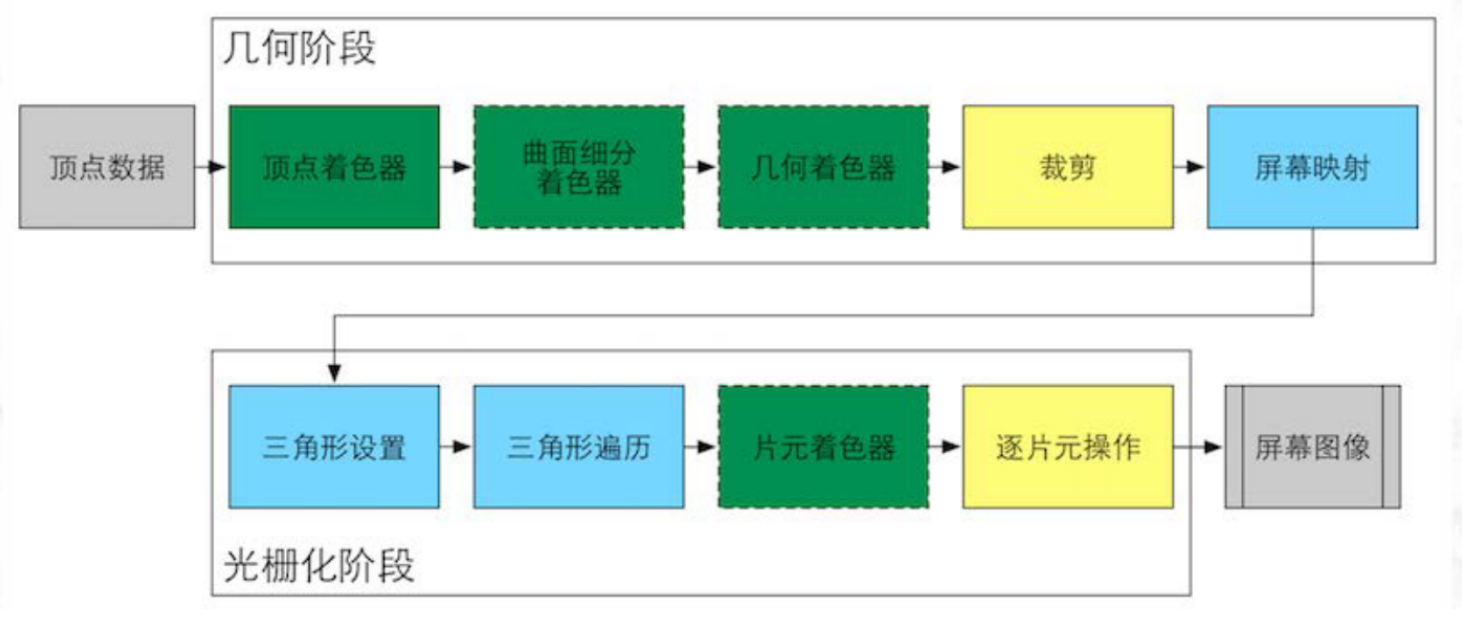 几何阶段
顶点数据
顶点着色器
曲面细分
着色器
几何着色器
裁剪
屏幕映射
三角形设置
三角形遍历
片元着色器
逐片元操作
屏幕图像
光栅化阶段